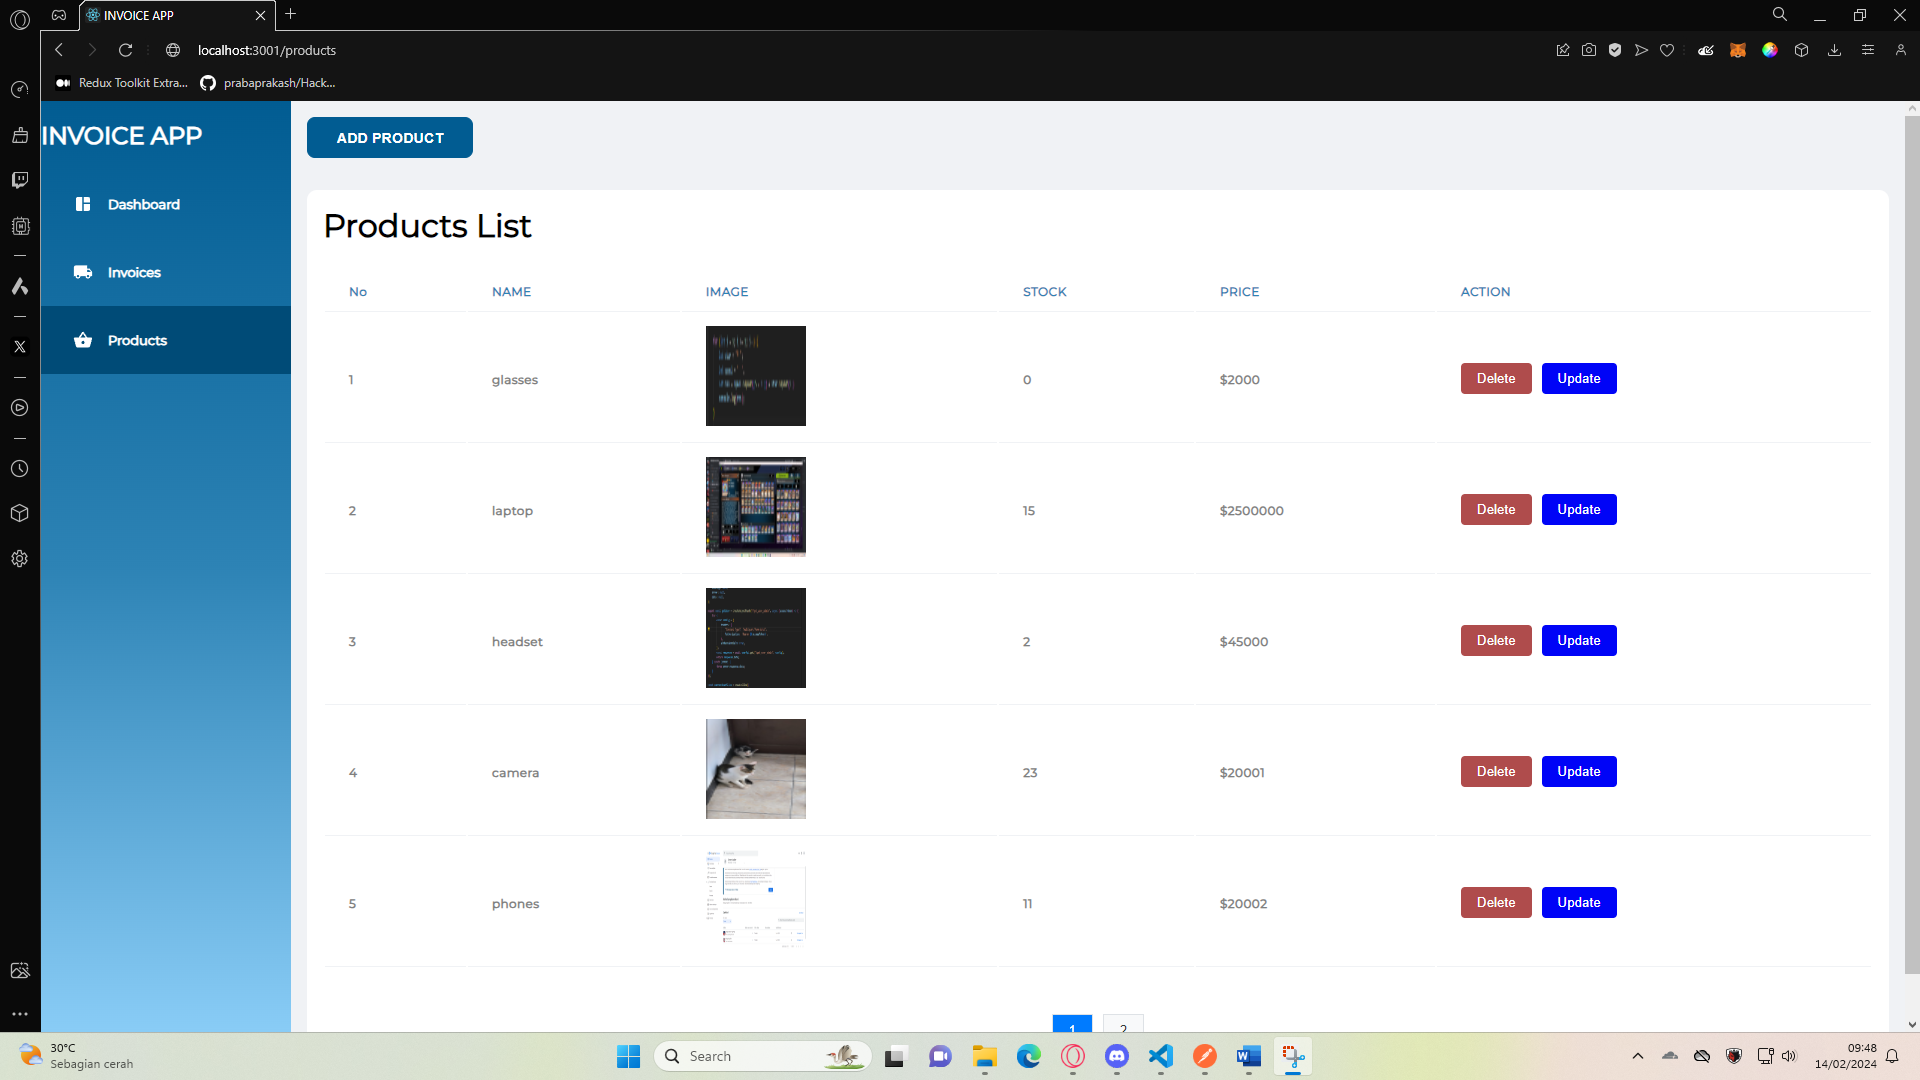 INVOICE APP
localhost:3001/products
Redux Toolkit Extra...
prabaprakash/Hack...
INVOICE APP
Dashboard
Invoices
Products
ADD PRODUCT
Products List
No NAME IMAGE STOCK PRICE ACTION
1 glasses 0 $2000 Delete Update
2 laptop 15 $2500000 Delete Update
3 headset 2 $45000 Delete Update
4 camera 23 $20001 Delete Update
5 phones 11 $20002 Delete Update
1 2
30°C
Sebagian cerah
Search
09:48
14/02/2024